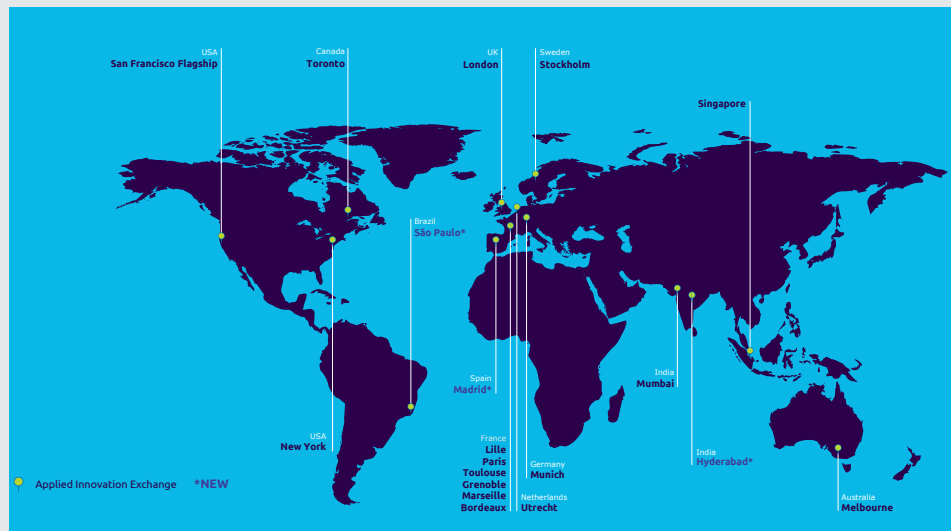 USA
San Francisco Flagship
Canada
Toronto
UK
London
Sweden
Stockholm
Singapore
Brazil
São Paulo*
Spain
Madrid*
India
Mumbai
USA
New York
France
Lille
Paris
Toulouse
Grenoble
Marseille
Bordeaux
Germany
Munich
Netherlands
Utrecht
India
Hyderabad*
Australia
Melbourne
Applied Innovation Exchange *NEW